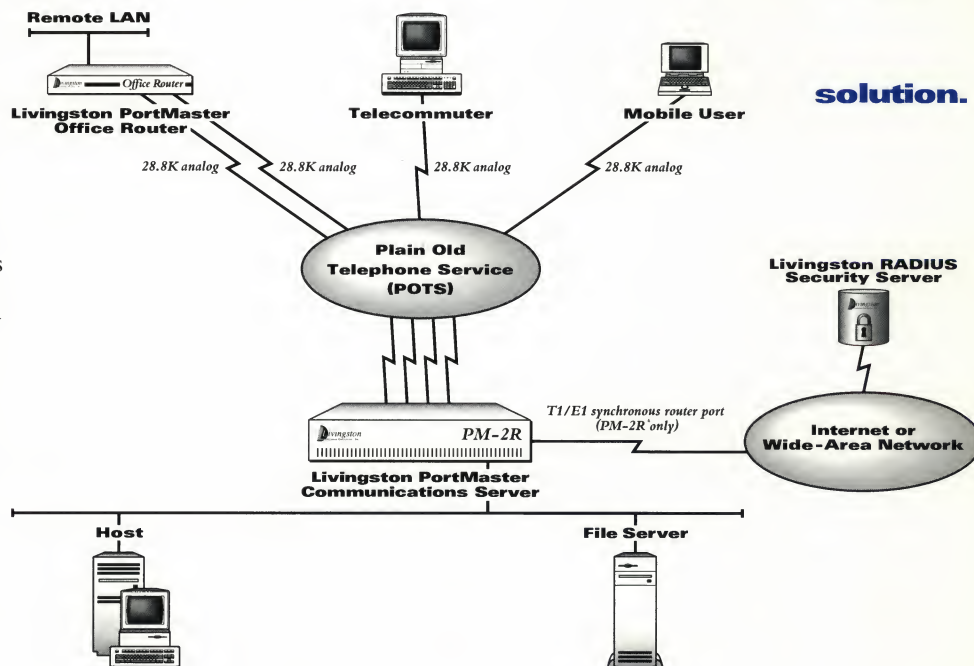 Remote LAN
Livingston
Office Router
Livingston PortMaster
Office Router
Telecommuter
Mobile User
solution.
28.8K analog
28.8K analog
28.8K analog
28.8K analog
Plain Old
Telephone Service
(POTS)
Livingston RADIUS
Security Server
Livingston
PM-2R
T1/E1 synchronous router port
(PM-2R only)
Internet or
Wide-Area Network
Livingston PortMaster
Communications Server
Host
File Server